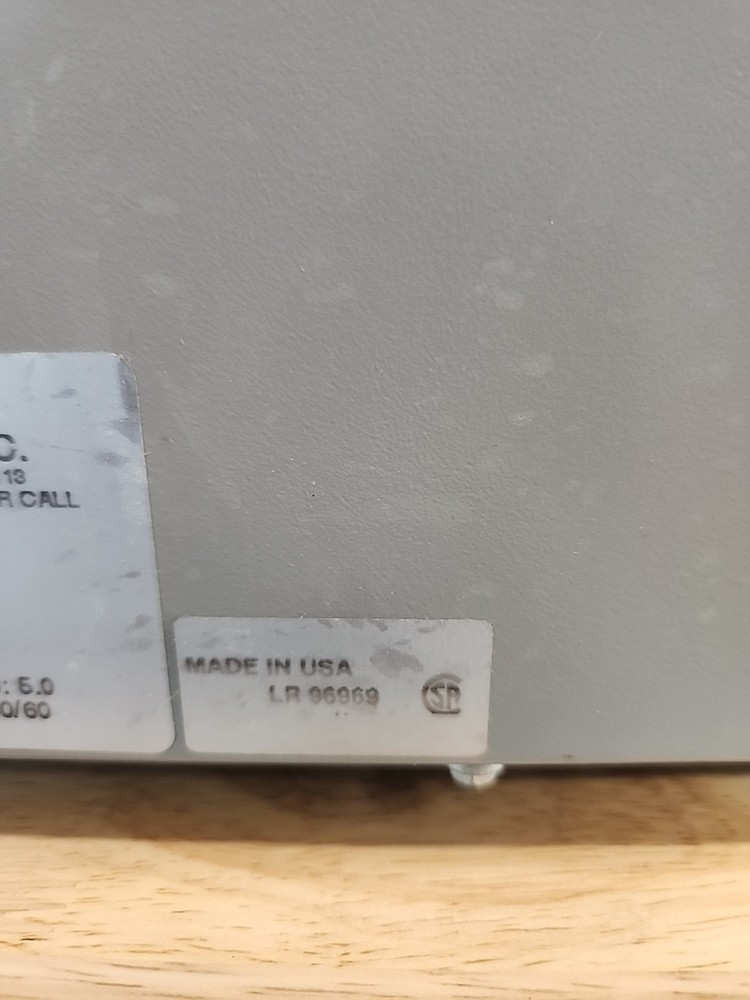 C.
13
R CALL
: 5.0
0/60
MADE IN USA
LR 96969